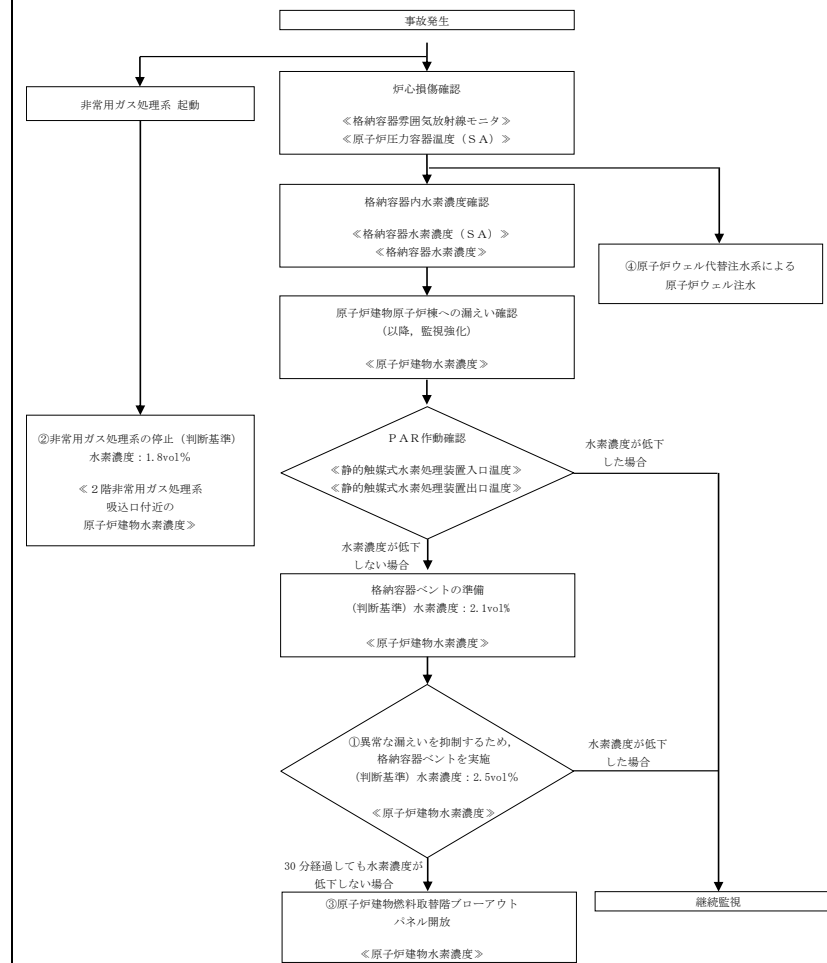 事故発生
非常用ガス処理系 起動
炉心損傷確認
≪格納容器雰囲気放射線モニタ≫
≪原子炉圧力容器温度（ＳＡ）≫
格納容器内水素濃度確認
≪格納容器水素濃度（ＳＡ）≫
≪格納容器水素濃度≫
④原子炉ウェル代替注水系による
原子炉ウェル注水
原子炉建物原子炉棟への漏えい確認
(以降，監視強化)
≪原子炉建物水素濃度≫
②非常用ガス処理系の停止（判断基準）
水素濃度：1.8vol%
≪２階非常用ガス処理系
吸込口付近の
原子炉建物水素濃度≫
ＰＡＲ作動確認
≪静的触媒式水素処理装置入口温度≫
≪静的触媒式水素処理装置出口温度≫
水素濃度が低下
した場合
水素濃度が低下
しない場合
格納容器ベントの準備
(判断基準）水素濃度：2.1vol%
≪原子炉建物水素濃度≫
①異常な漏えいを抑制するため，
格納容器ベントを実施
(判断基準）水素濃度：2.5vol%
≪原子炉建物水素濃度≫
水素濃度が低下
した場合
30 分経過しても水素濃度が
低下しない場合
③原子炉建物燃料取替階ブローアウト
パネル開放
≪原子炉建物水素濃度≫
継続監視